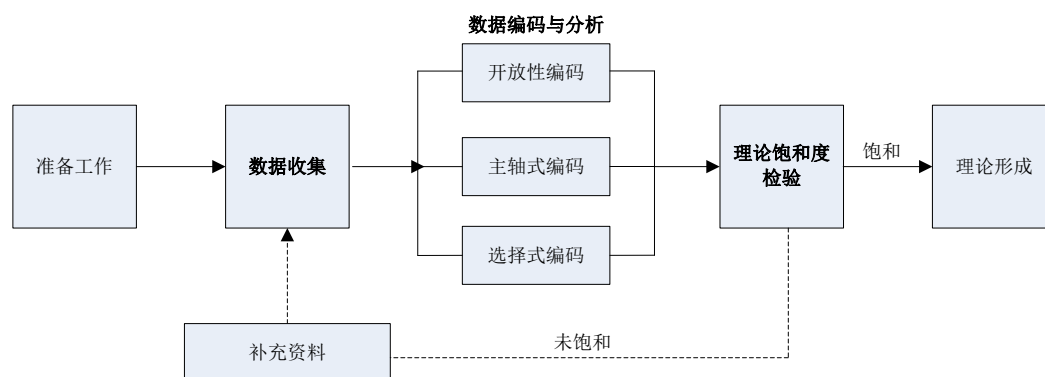 数据编码与分析
开放性编码
准备工作
数据收集
主轴式编码
理论饱和度
检验
饱和
理论形成
选择式编码
补充资料
未饱和